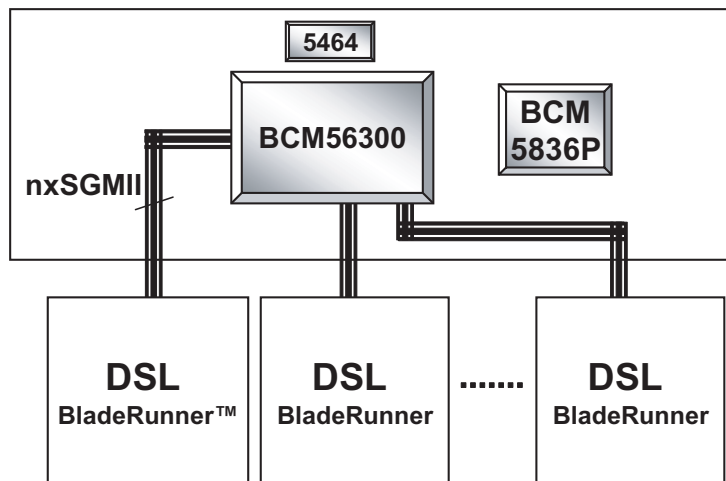 5464
BCM56300
BCM
5836P
nxSGMII
DSL
BladeRunner™
DSL
BladeRunner
.......
DSL
BladeRunner